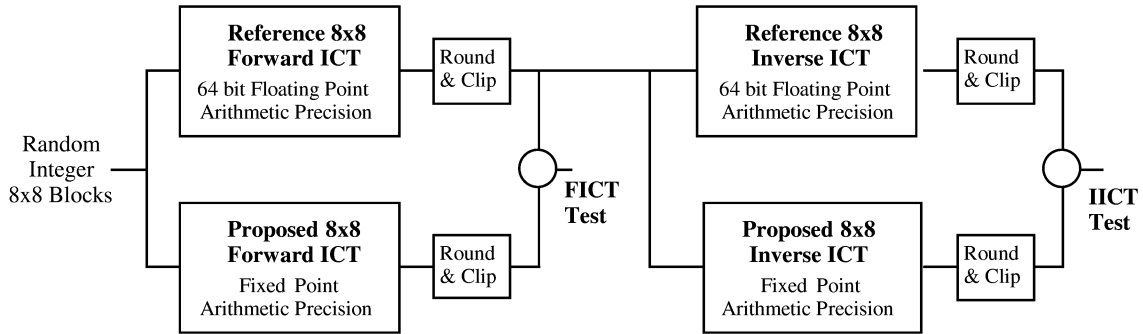 Random
Integer
8x8 Blocks
Reference 8x8
Forward ICT
64 bit Floating Point
Arithmetic Precision
Round
& Clip
Proposed 8x8
Forward ICT
Fixed Point
Arithmetic Precision
Round
& Clip
FICT
Test
Reference 8x8
Inverse ICT
64 bit Floating Point
Arithmetic Precision
Round
& Clip
Proposed 8x8
Inverse ICT
Fixed Point
Arithmetic Precision
Round
& Clip
IICT
Test